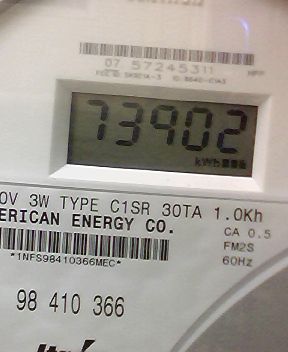 07 57245311
73902
kWh
0V 3W TYPE C1SR 30TA 1.0Kh
ERICAN ENERGY CO.
CA 0.5
FM2S
*1NFS98410366MEC*
60Hz
98 410 366